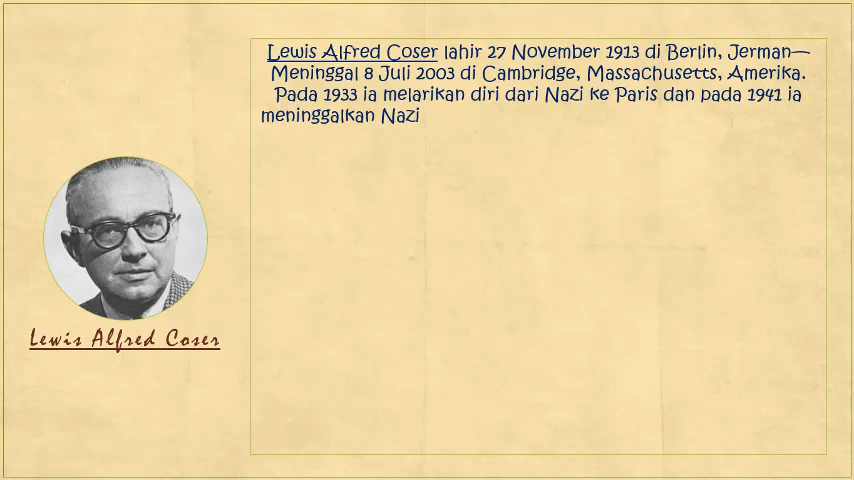 Lewis Alfred Coser lahir 27 November 1913 di Berlin, Jerman—
Meninggal 8 Juli 2003 di Cambridge, Massachusetts, Amerika.
Pada 1933 ia melarikan diri dari Nazi ke Paris dan pada 1941 ia
meninggalkan Nazi
Lewis Alfred Coser